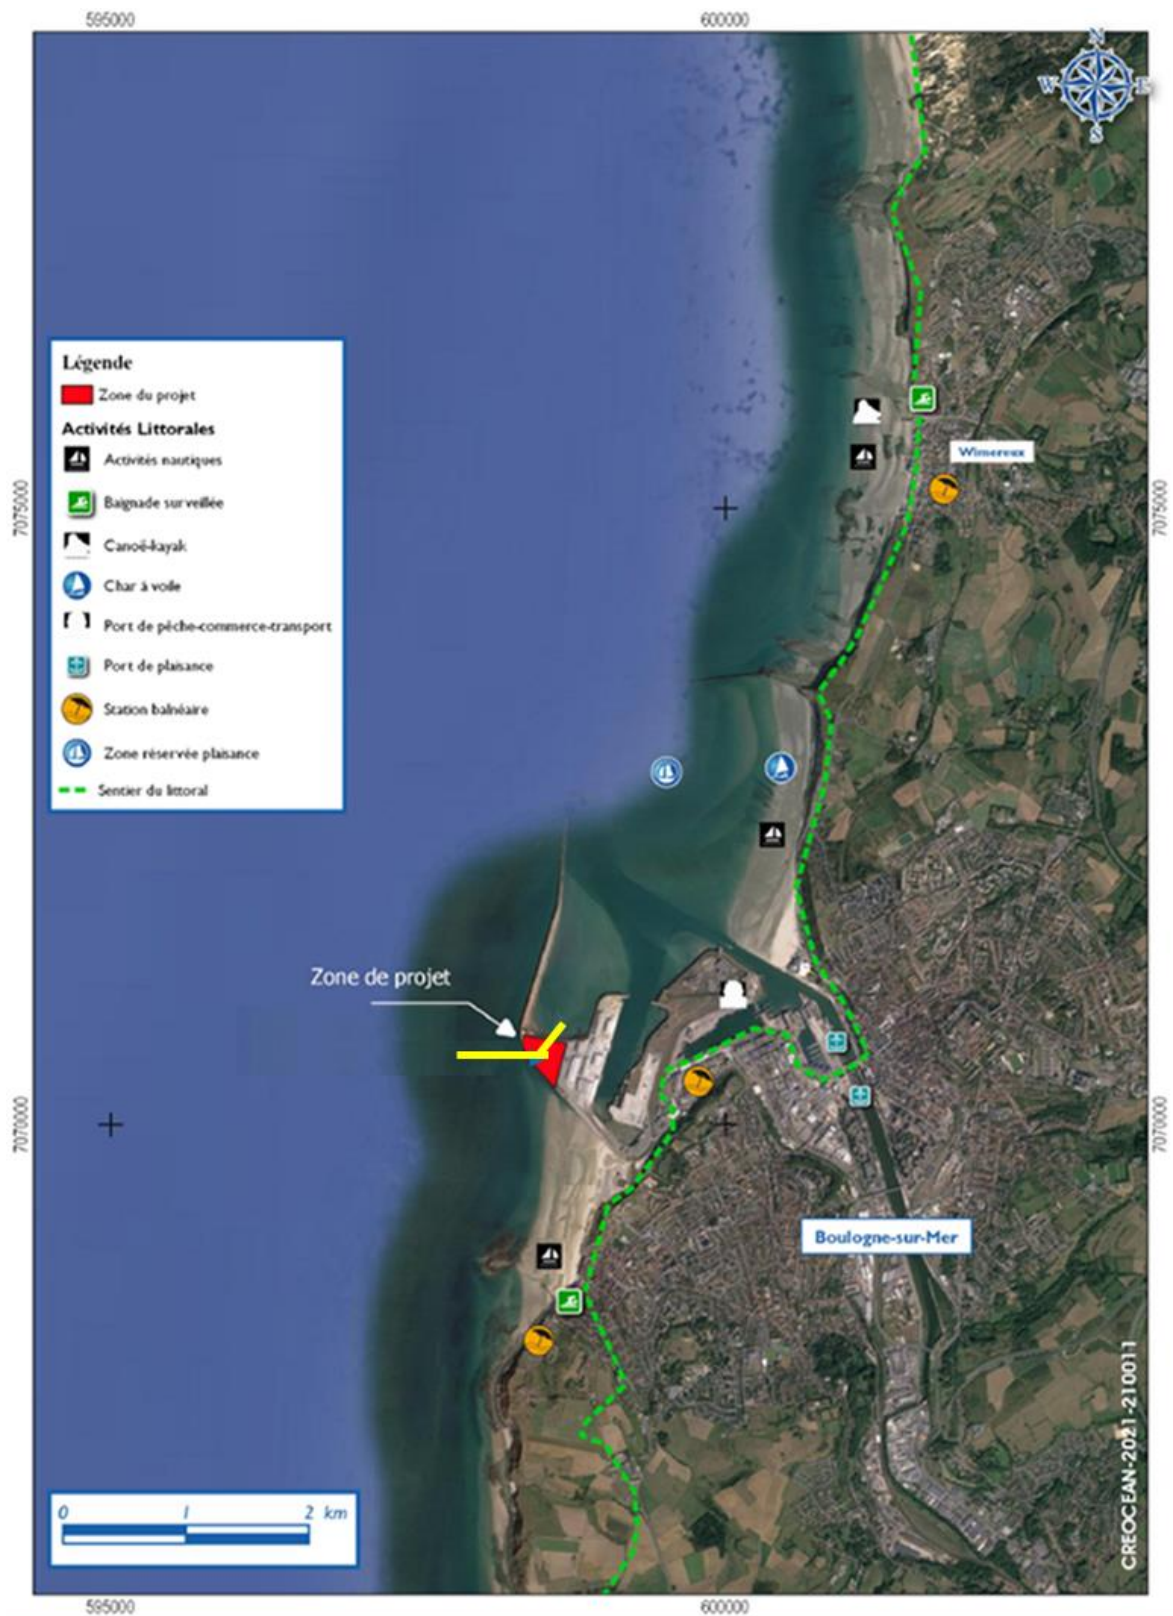 595000
600000
N
W
E
S
Légende
Zone du projet
Activités Littorales
Activités nautiques
Baignade surveillée
Canoë-kayak
Char à voile
Port de pêche-commerce-transport
Port de plaisance
Station balnéaire
Zone réservée plaisance
Sentier du littoral
Wimereux
7075000
7075000
Zone de projet
7070000
7070000
Boulogne-sur-Mer
0 1 2 km
CREOCEAN-2021-210011
595000
600000